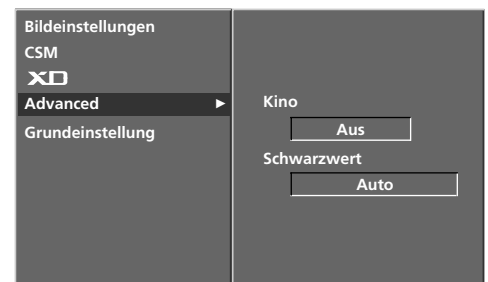 Bildeinstellungen
CSM
XD
Advanced ►
Grundeinstellung
Kino
Aus
Schwarzwert
Auto